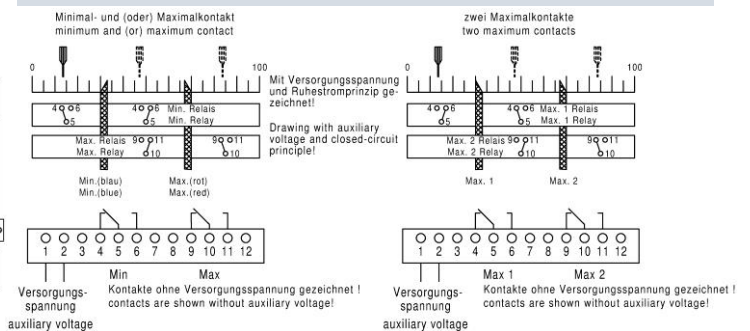 Minimal- und (oder) Maximalkontakt
minimum and (or) maximum contact
0 100
4 6 4 6 Min. Relais
5 5 Min. Relay
Max. Relais 9 11 9 11
Max. Relay 10 10
Min.(blau) Max.(rot)
Min.(blue) Max.(red)
Mit Versorgungsspannung
und Ruhestromprinzip ge-
zeichnet!
Drawing with auxiliary
voltage and closed-circuit
principle!
1 2 3 4 5 6 7 8 9 10 11 12
Min Max
Versorgungs-
spannung
auxiliary voltage
Kontakte ohne Versorgungsspannung gezeichnet !
contacts are shown without auxiliary voltage!
zwei Maximalkontakte
two maximum contacts
0 100
4 6 4 6 Max. 1 Relais
5 5 Max. 1 Relay
Max. 2 Relais 9 11 9 11
Max. 2 Relay 10 10
Max. 1 Max. 2
1 2 3 4 5 6 7 8 9 10 11 12
Max 1 Max 2
Versorgungs-
spannung
auxiliary voltage
Kontakte ohne Versorgungsspannung gezeichnet !
contacts are shown without auxiliary voltage!